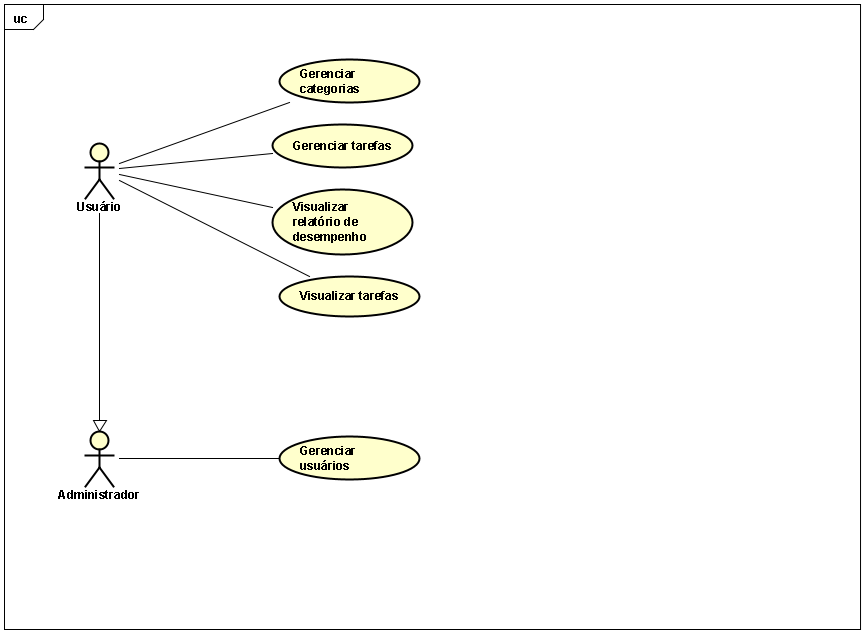 uc
Gerenciar
categorias
Gerenciar tarefas
Usuário
Visualizar
relatório de
desempenho
Visualizar tarefas
Gerenciar
usuários
Administrador